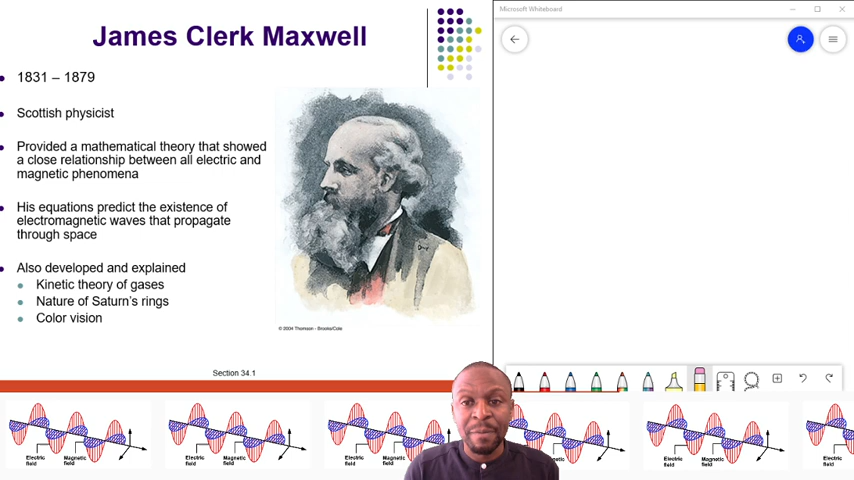 James Clerk Maxwell
1831 – 1879
Scottish physicist
Provided a mathematical theory that showed
a close relationship between all electric and
magnetic phenomena
His equations predict the existence of
electromagnetic waves that propagate
through space
Also developed and explained
Kinetic theory of gases
Nature of Saturn's rings
Color vision
© 2004 Thomson - Brooks/Cole
Section 34.1
Microsoft Whiteboard
Electric
field
Magnetic
field
Electric
field
Magnetic
field
Electric
field
Magnetic
field
Magnetic
field
Electric
field
Magnetic
field
Electric
field